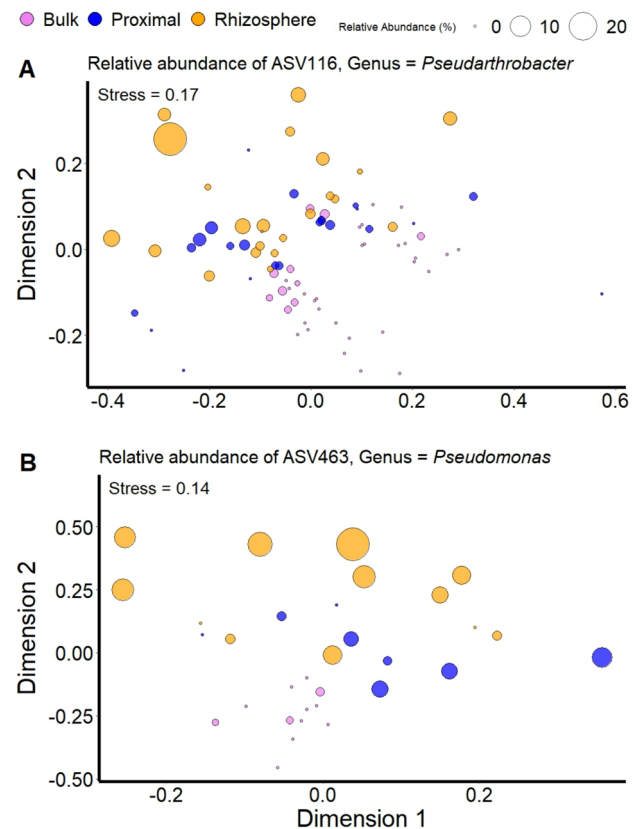 Bulk Proximal Rhizosphere Relative Abundance (%) 0 10 20
A Relative abundance of ASV116, Genus = Pseudarthrobacter
Stress = 0.17
Dimension 2
0.2
0.0
-0.2
-0.4 -0.2 0.0 0.2 0.4 0.6
B Relative abundance of ASV463, Genus = Pseudomonas
Stress = 0.14
Dimension 2
0.50
0.25
0.00
-0.25
-0.50
-0.2 0.0 0.2
Dimension 1